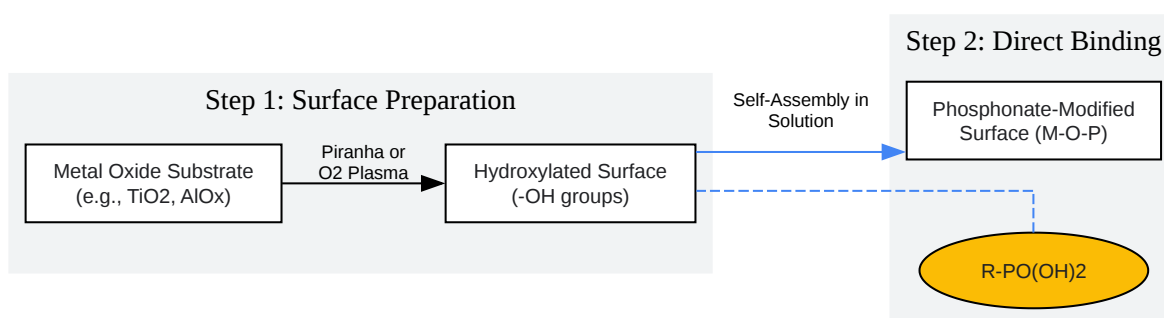 Step 1: Surface Preparation
Metal Oxide Substrate
(e.g., TiO2, AlOx)
Piranha or
O2 Plasma
Hydroxylated Surface
(-OH groups)
Self-Assembly in
Solution
Step 2: Direct Binding
Phosphonate-Modified
Surface (M-O-P)
R-PO(OH)2